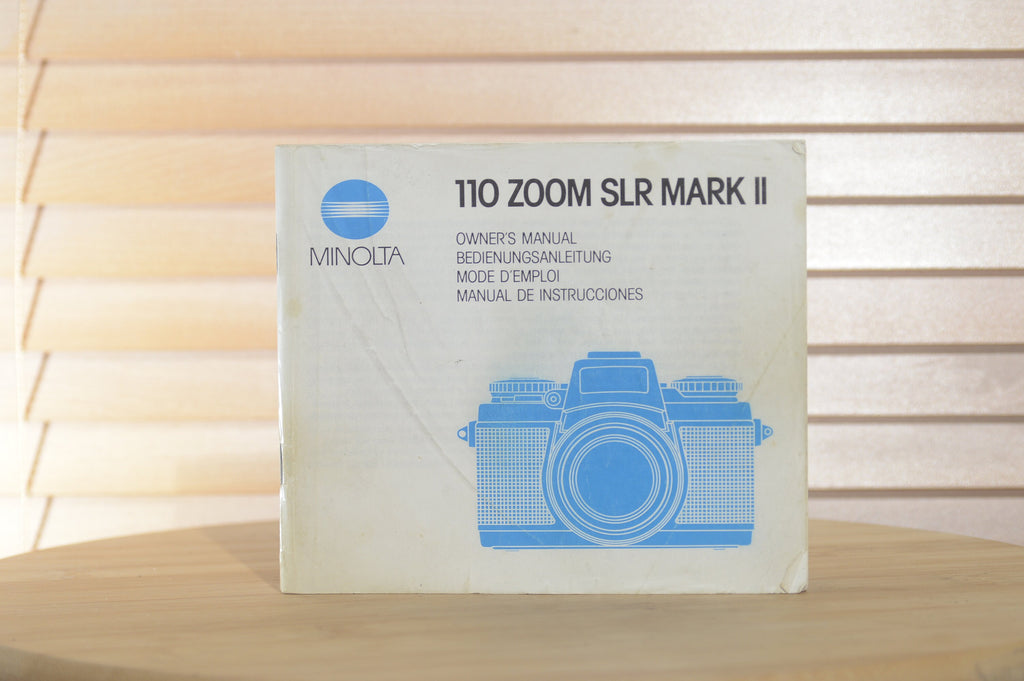 MINOLTA
110 ZOOM SLR MARK II
OWNER'S MANUAL
BEDIENUNGSANLEITUNG
MODE D'EMPLOI
MANUAL DE INSTRUCCIONES